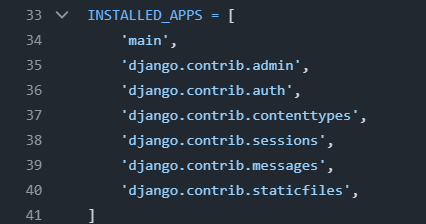 33 INSTALLED_APPS = [
34     'main',
35     'django.contrib.admin',
36     'django.contrib.auth',
37     'django.contrib.contenttypes',
38     'django.contrib.sessions',
39     'django.contrib.messages',
40     'django.contrib.staticfiles',
41 ]